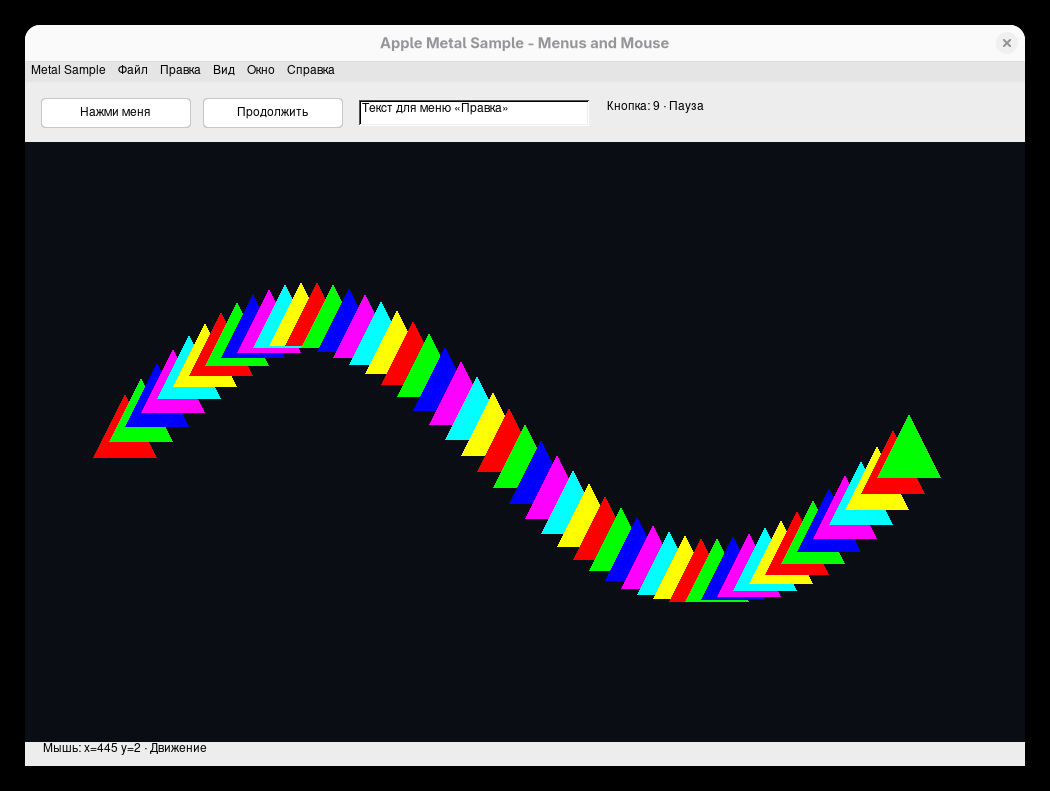 Apple Metal Sample - Menus and Mouse
Metal Sample Файл Правка Вид Окно Справка
Нажми меня Продолжить Текст для меню «Правка» Кнопка: 9 · Пауза
Мышь: x=445 y=2 · Движение